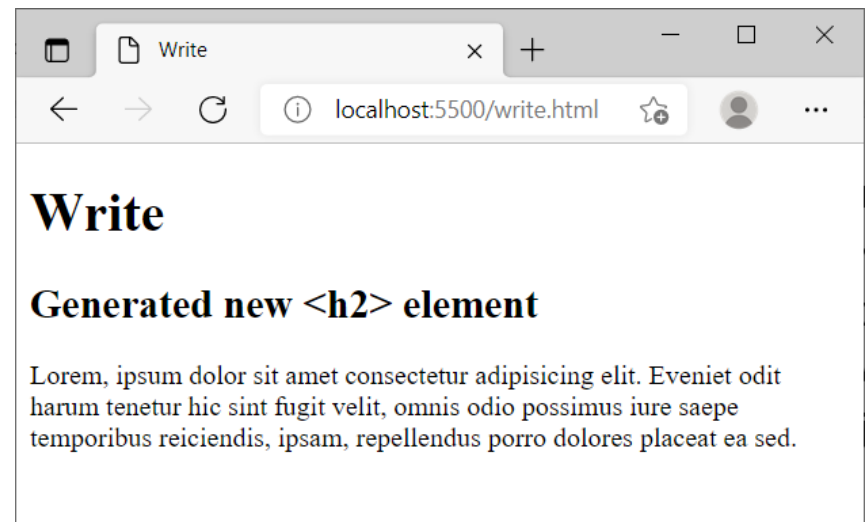 Write
localhost:5500/write.html
Write
Generated new <h2> element
Lorem, ipsum dolor sit amet consectetur adipisicing elit. Eveniet odit
harum tenetur hic sint fugit velit, omnis odio possimus iure saepe
temporibus reiciendis, ipsam, repellendus porro dolores placeat ea sed.